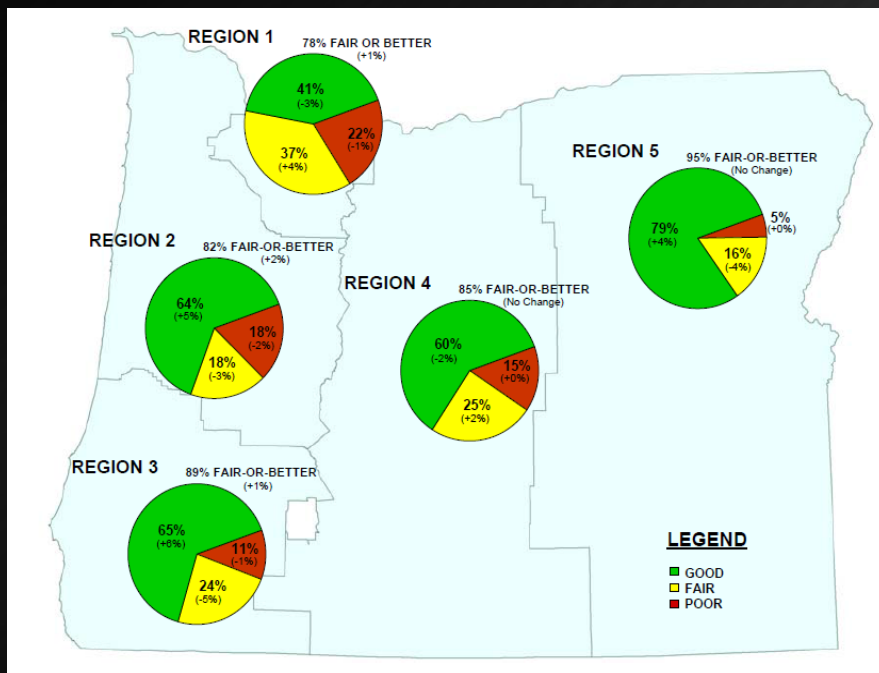 REGION 1
78% FAIR OR BETTER
(+1%)
41%
(-3%)
22%
(-1%)
37%
(+4%)
REGION 5
95% FAIR-OR-BETTER
(No Change)
79%
(+4%)
5%
(+0%)
16%
(-4%)
REGION 2
82% FAIR-OR-BETTER
(+2%)
64%
(+5%)
18%
(-2%)
18%
(-3%)
REGION 4
85% FAIR-OR-BETTER
(No Change)
60%
(-2%)
15%
(+0%)
25%
(+2%)
REGION 3
89% FAIR-OR-BETTER
(+1%)
65%
(+6%)
11%
(-1%)
24%
(-5%)
LEGEND
GOOD
FAIR
POOR